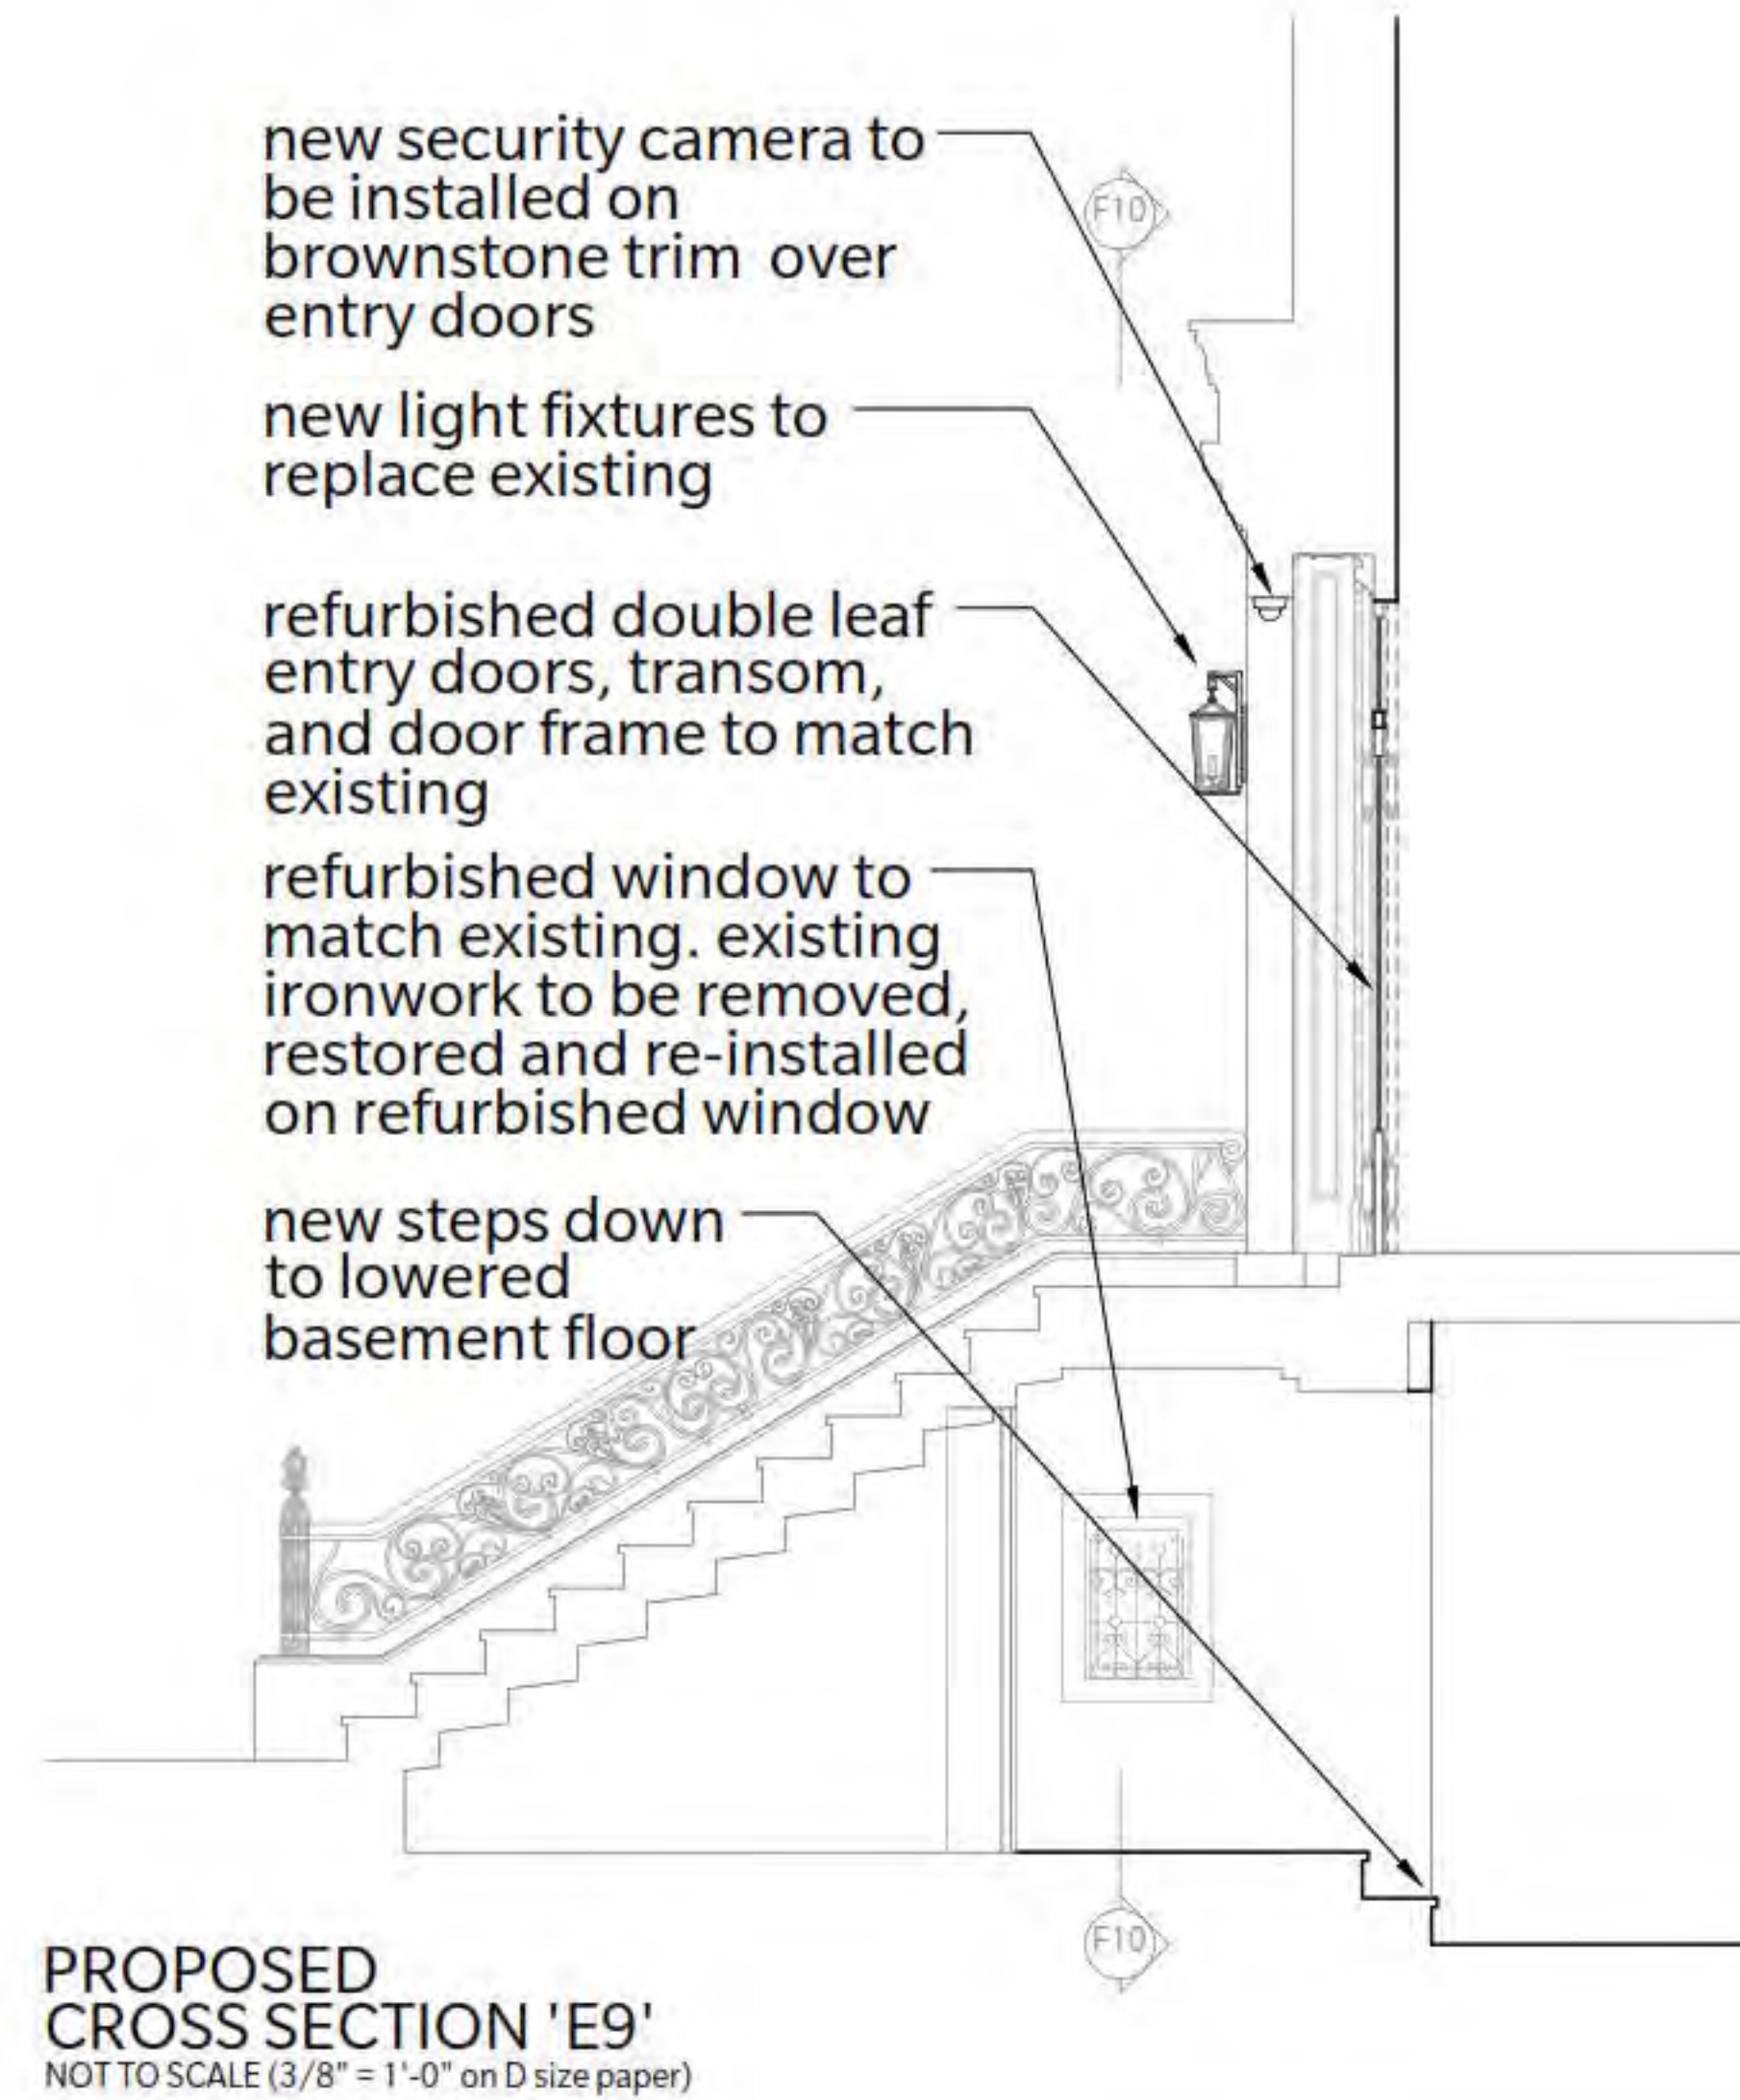 new security camera to
be installed on
brownstone trim over
entry doors
F10
new light fixtures to
replace existing
refurbished double leaf
entry doors, transom,
and door frame to match
existing
refurbished window to
match existing. existing
ironwork to be removed,
restored and re-installed
on refurbished window
new steps down
to lowered
basement floor
F10
PROPOSED
CROSS SECTION 'E9'
NOT TO SCALE (3/8" = 1'-0" on D size paper)